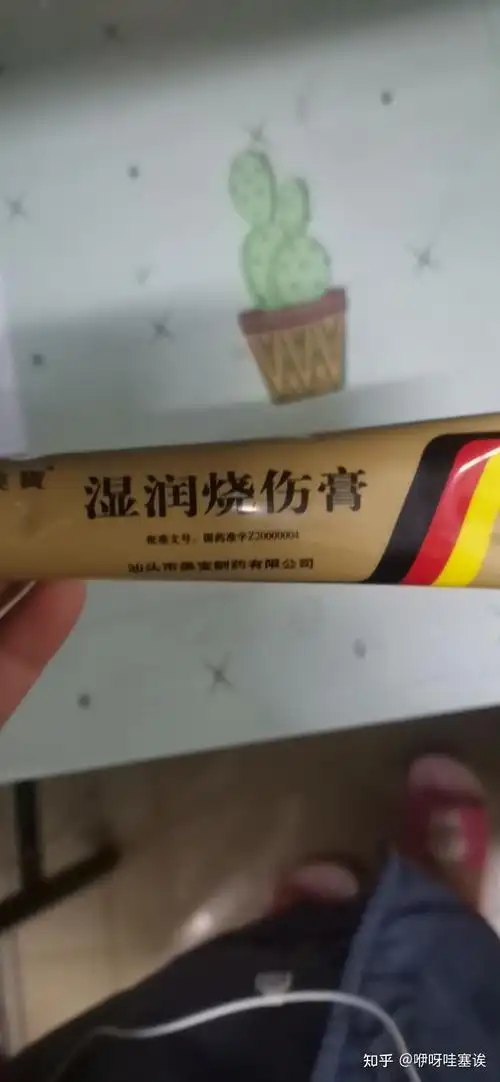 湿润烧伤膏
批准文号:国药准字Z20000004
汕头市美宝制药有限公司
知乎 @咿呀哇塞诶